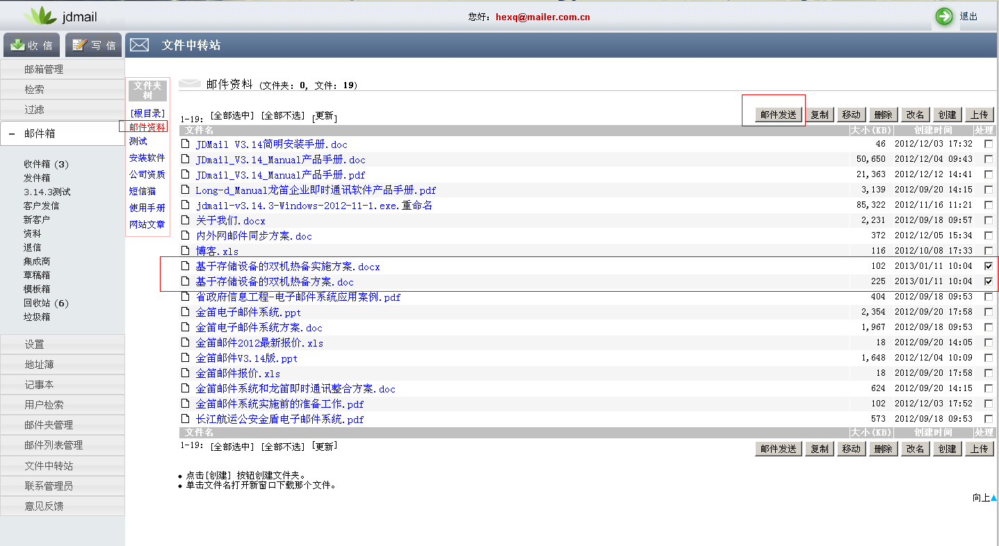 jdmail
您好: hexq@mailer.com.cn
退出
收 信
写 信
文件中转站
邮箱管理
检索
过滤
邮件箱
收件箱 (3)
发件箱
3.14.3测试
客户发信
新客户
资料
退信
集成商
草稿箱
模板箱
回收站 (6)
垃圾箱
设置
地址簿
记事本
用户检索
邮件夹管理
邮件列表管理
文件中转站
联系管理员
意见反馈
文件夹
树
[根目录]
邮件资料
测试
安装软件
公司资质
短信猫
使用手册
网站文章
邮件资料 (文件夹: 0, 文件: 19)
1-19: [全部选中] [全部不选] [更新]
邮件发送 复制 移动 删除 改名 创建 上传
文件名 大小(KB) 创建时间 处理
JDMail V3.14简明安装手册.doc 46 2012/12/03 17:32
JDmail_V3.14_Manual产品手册.doc 50,650 2012/12/04 09:43
JDmail_V3.14_Manual产品手册.pdf 21,363 2012/12/12 14:41
Long-d_Manual龙笛企业即时通讯软件产品手册.pdf 3,139 2012/09/20 14:15
jdmail-v3.14.3-Windows-2012-11-1.exe.重命名 85,322 2012/11/16 11:21
关于我们.docx 2,231 2012/09/18 09:57
内外网邮件同步方案.doc 372 2012/12/05 15:34
博客.xls 116 2012/10/08 17:33
基于存储设备的双机热备实施方案.docx 102 2013/01/11 10:04
基于存储设备的双机热备方案.doc 225 2013/01/11 10:04
省政府信息工程-电子邮件系统应用案例.pdf 404 2012/09/18 09:53
金笛电子邮件系统.ppt 2,354 2012/09/20 17:58
金笛电子邮件系统方案.doc 1,967 2012/09/18 09:53
金笛邮件2012最新报价.xls 18 2012/09/20 14:05
金笛邮件V3.14版.ppt 1,648 2012/12/04 10:09
金笛邮件报价.xls 18 2012/09/20 17:58
金笛邮件系统和龙笛即时通讯整合方案.doc 624 2012/09/20 14:15
金笛邮件系统实施前的准备工作.pdf 102 2012/12/03 17:52
长江航运公安金盾电子邮件系统.pdf 573 2012/09/18 09:53
文件名 大小(KB) 创建时间 处理
1-19: [全部选中] [全部不选] [更新]
邮件发送 复制 移动 删除 改名 创建 上传
点击[创建] 按钮创建文件夹。
单击文件名打开新窗口下载那个文件。
向上